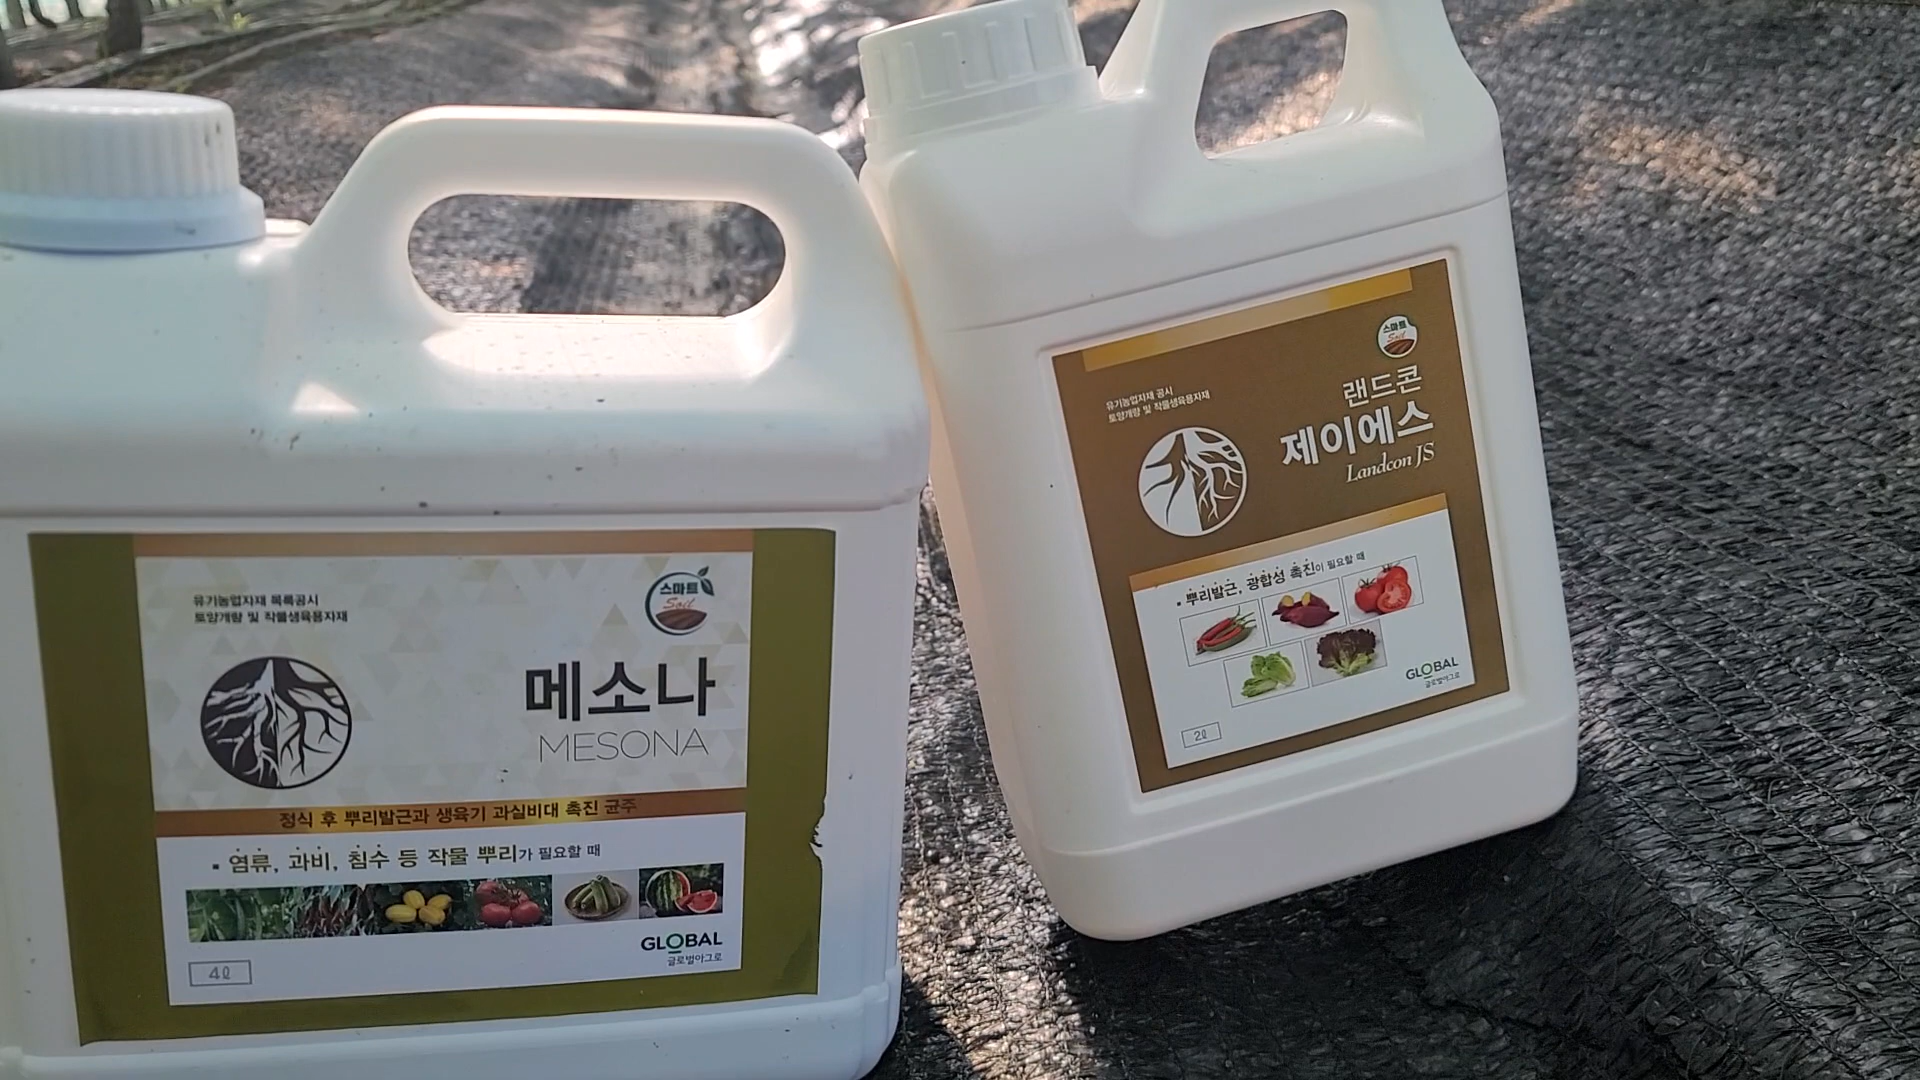 유기농업자재 목록공시
토양개량 및 작물생육용자재
스마트
Soil
메소나
MESONA
정식 후 뿌리발근과 생육기 과실비대 촉진 균주
▪ 염류, 과비, 침수 등 작물 뿌리가 필요할 때
4ℓ
GLOBAL
글로벌아그로
스마트
Soil
유기농업자재 공시
토양개량 및 작물생육용자재
랜드콘
제이에스
Landcon JS
▪ 뿌리발근, 광합성 촉진이 필요할 때
2ℓ
GLOBAL
글로벌아그로